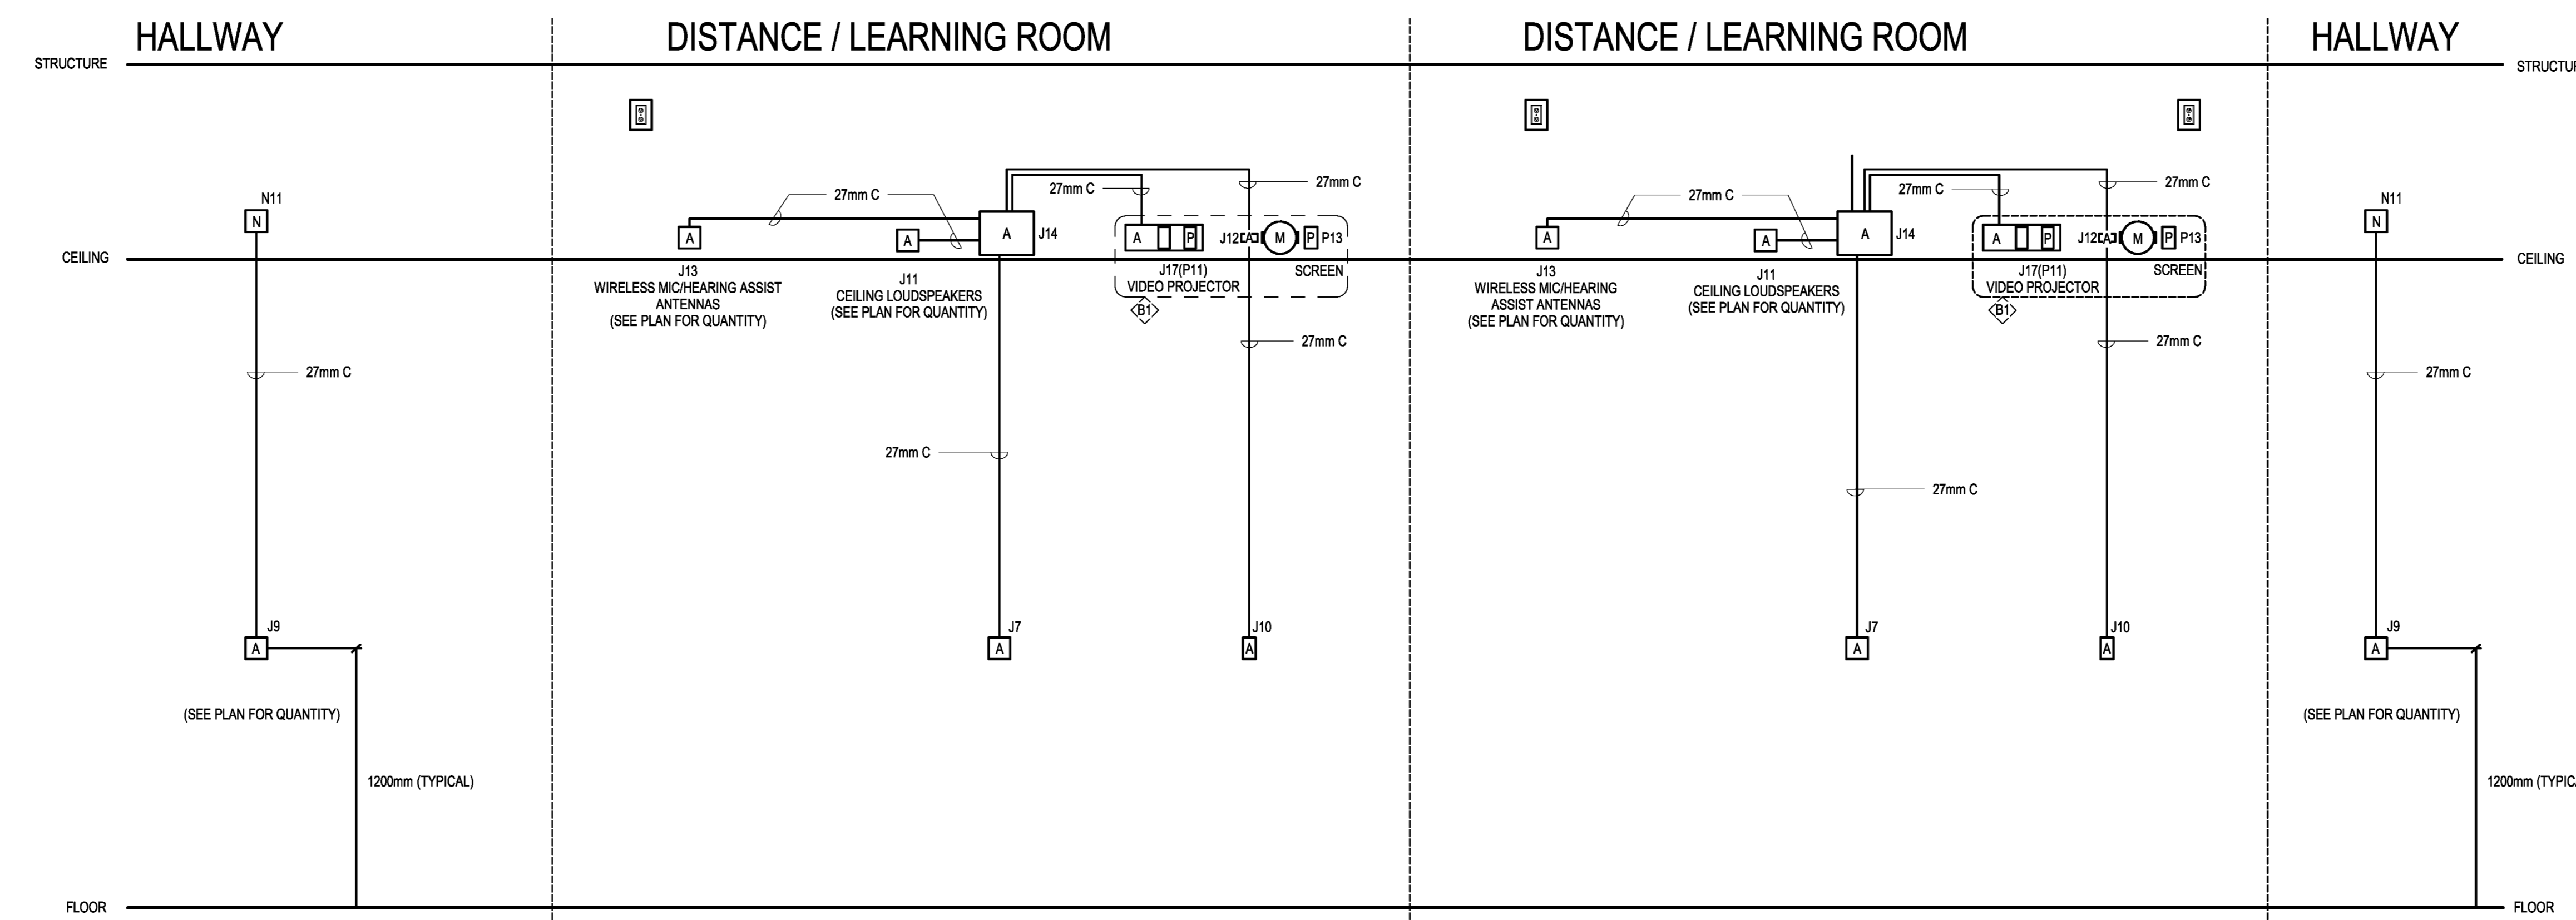 HALLWAY
DISTANCE / LEARNING ROOM
DISTANCE / LEARNING ROOM
HALLWAY
STRUCTURE
STRUCTU
N11
N
CEILING
27mm C
J9
A
(SEE PLAN FOR QUANTITY)
1200mm (TYPICAL)
FLOOR
27mm C
A
J13
WIRELESS MIC/HEARING ASSIST
ANTENNAS
(SEE PLAN FOR QUANTITY)
A
J11
CEILING LOUDSPEAKERS
(SEE PLAN FOR QUANTITY)
A
J14
27mm C
27mm C
A
P
J12
A
M
P
P13
J17(P11)
VIDEO PROJECTOR
SCREEN
B1
27mm C
27mm C
J7
A
J10
A
27mm C
A
J13
WIRELESS MIC/HEARING
ASSIST ANTENNAS
(SEE PLAN FOR QUANTITY)
A
J11
CEILING LOUDSPEAKERS
(SEE PLAN FOR QUANTITY)
A
J14
27mm C
27mm C
A
P
J12
A
M
P
P13
J17(P11)
VIDEO PROJECTOR
SCREEN
B1
27mm C
27mm C
J7
A
J10
A
N11
N
CEILING
27mm C
J9
A
(SEE PLAN FOR QUANTITY)
1200mm (TYPIC
FLOOR